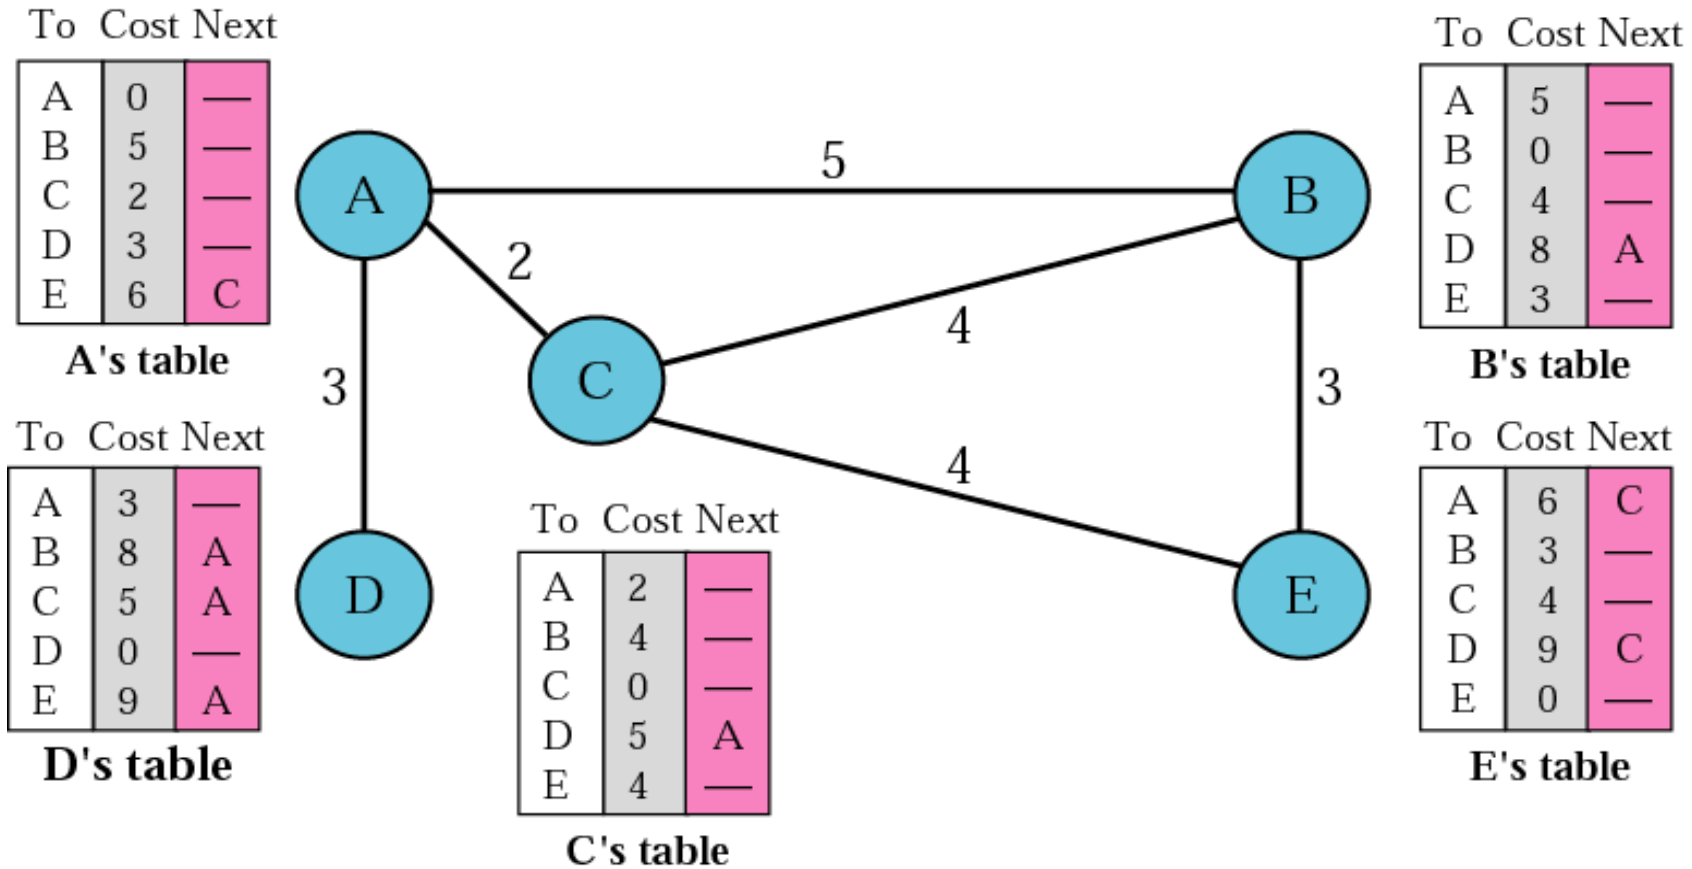 To Cost Next
A 0 —
B 5 —
C 2 —
D 3 —
E 6 C
A's table
To Cost Next
A 5 —
B 0 —
C 4 —
D 8 A
E 3 —
B's table
A
5
B
2
C
4
3
3
4
D
E
To Cost Next
A 3 —
B 8 A
C 5 A
D 0 —
E 9 A
D's table
To Cost Next
A 2 —
B 4 —
C 0 —
D 5 A
E 4 —
C's table
To Cost Next
A 6 C
B 3 —
C 4 —
D 9 C
E 0 —
E's table